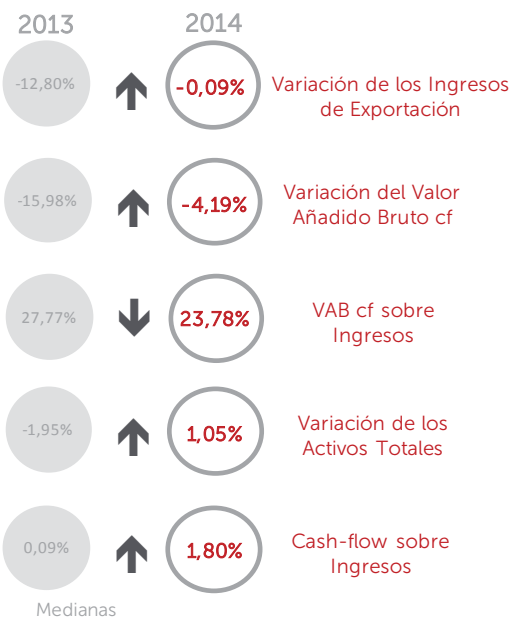 2013 2014
-12,80% -0,09% Variación de los Ingresos
de Exportación
-15,98% -4,19% Variación del Valor
Añadido Bruto cf
27,77% 23,78% VAB cf sobre
Ingresos
-1,95% 1,05% Variación de los
Activos Totales
0,09% 1,80% Cash-flow sobre
Ingresos
Medianas